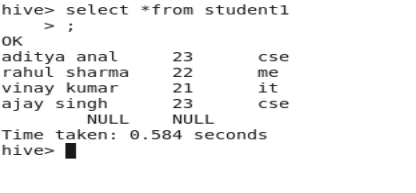 hive> select *from student1
    > ;
OK
aditya anal     23      cse
rahul sharma    22      me
vinay kumar     21      it
ajay singh      23      cse
        NULL    NULL
Time taken: 0.584 seconds
hive>